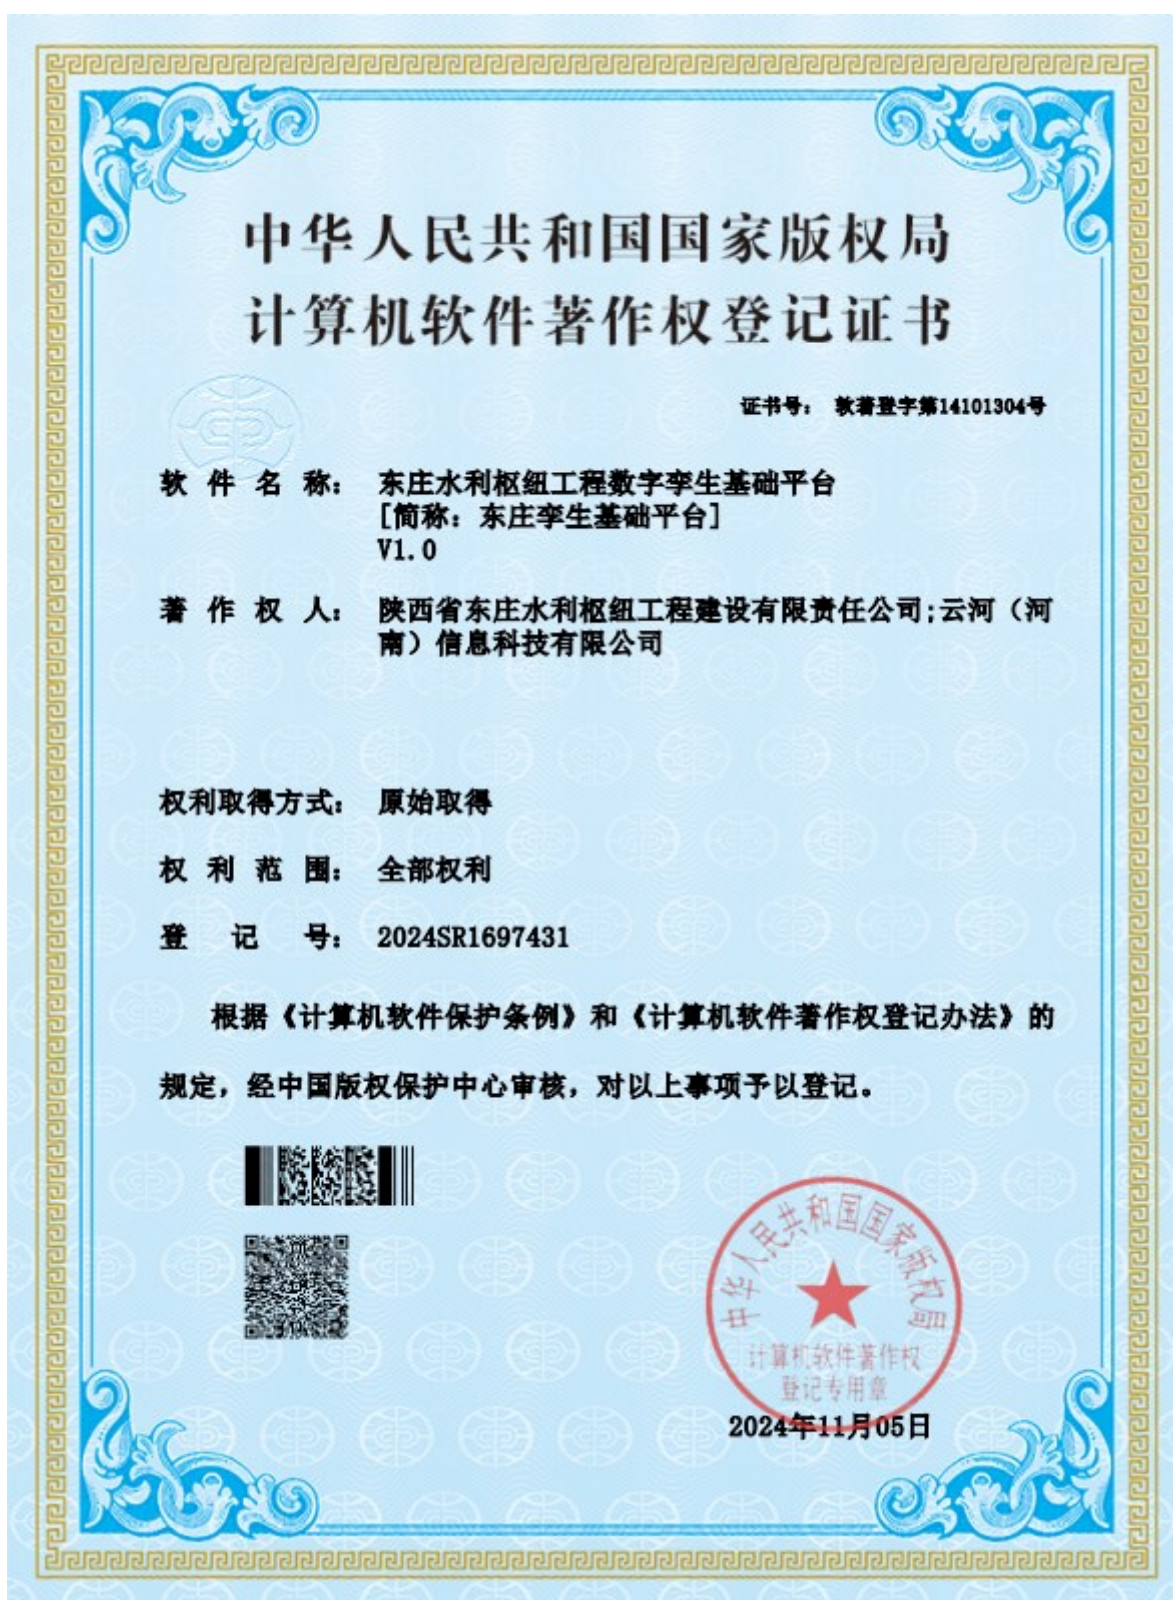 中华人民共和国国家版权局
计算机软件著作权登记证书
证书号： 软著登字第14101304号
软件名称： 东庄水利枢纽工程数字孪生基础平台
[简称：东庄孪生基础平台]
V1.0
著作权人： 陕西省东庄水利枢纽工程建设有限责任公司;云河（河
南）信息科技有限公司
权利取得方式： 原始取得
权利范围： 全部权利
登记号： 2024SR1697431
根据《计算机软件保护条例》和《计算机软件著作权登记办法》的
规定，经中国版权保护中心审核，对以上事项予以登记。
中华人民共和国国家版权局
计算机软件著作权
登记专用章
2024年11月05日